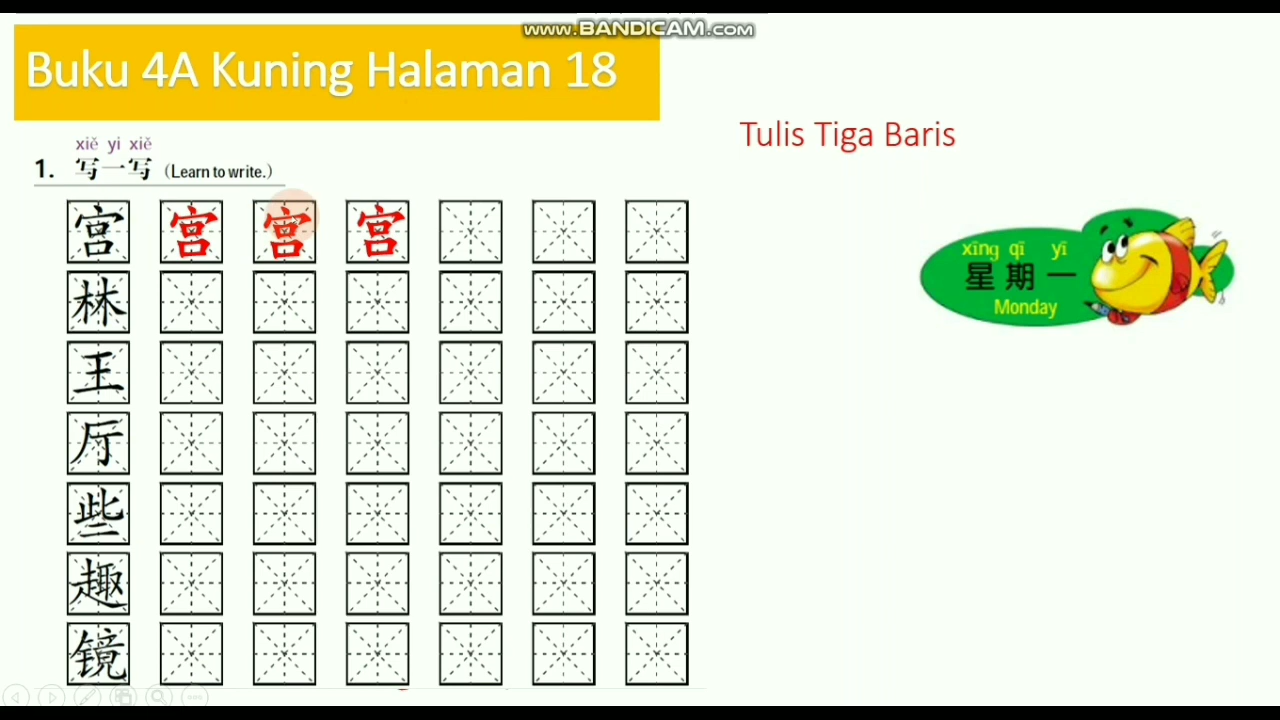 www.BANDICAM.com
Buku 4A Kuning Halaman 18
Tulis Tiga Baris
xiě yi xiě
1. 写一写 (Learn to write.)
宫 宫 宫 宫
林
王
厅
些
趣
镜
xīng qī yī
星期一
Monday